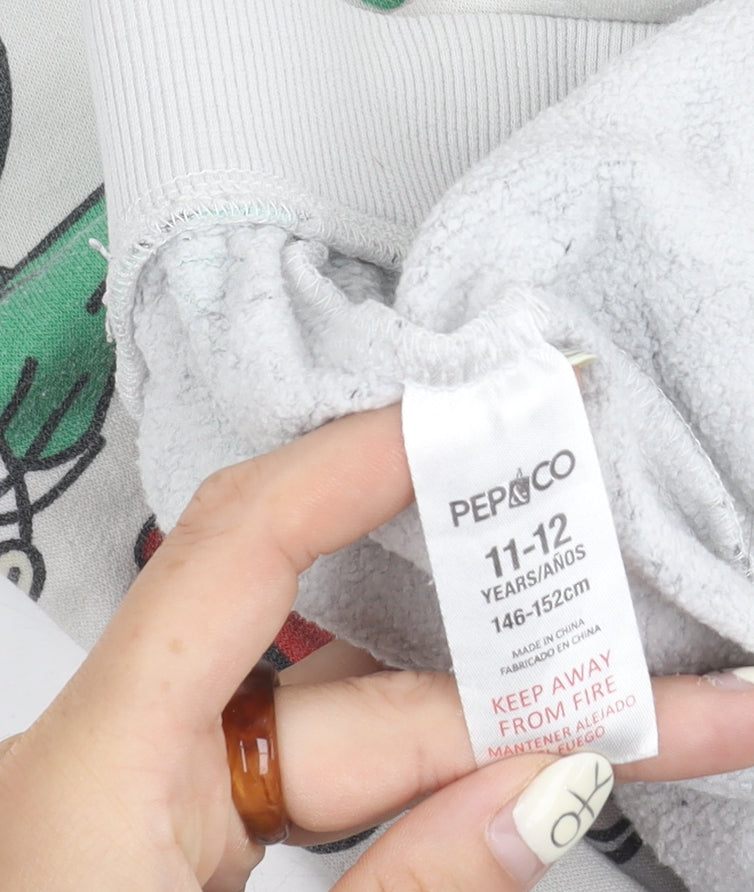 PEP&CO
11-12
YEARS/AÑOS
146-152cm
MADE IN CHINA
FABRICADO EN CHINA
KEEP AWAY
FROM FIRE
MANTENER ALEJADO
FUEGO
ok